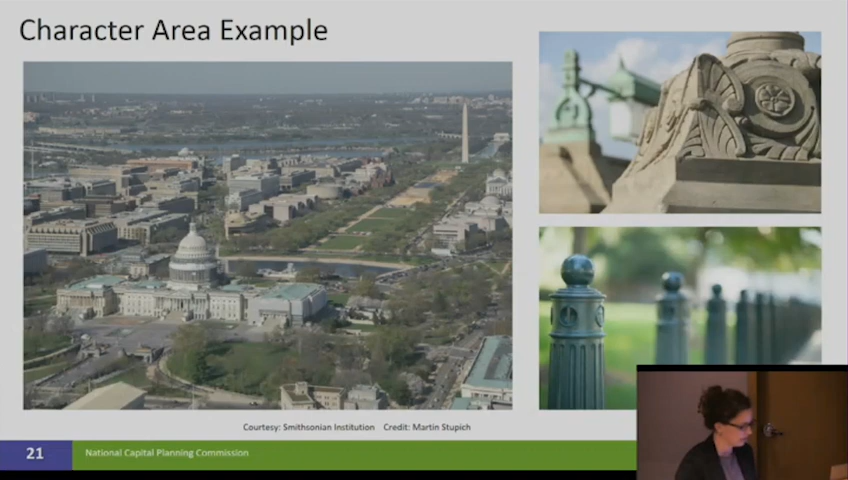 Character Area Example
Courtesy: Smithsonian Institution    Credit: Martin Stupich
21
National Capital Planning Commission